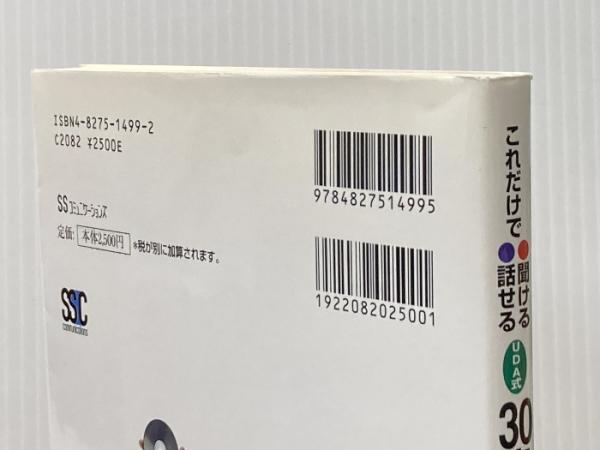 ISBN4-8275-1499-2
C2082 ¥2500E
SSコミュニケーションズ
定価: 本体2,500円 *税が別に加算されます。
SSC
communications
9784827514995
1922082025001
これだけで
●聞ける
●話せる
UDA式
30